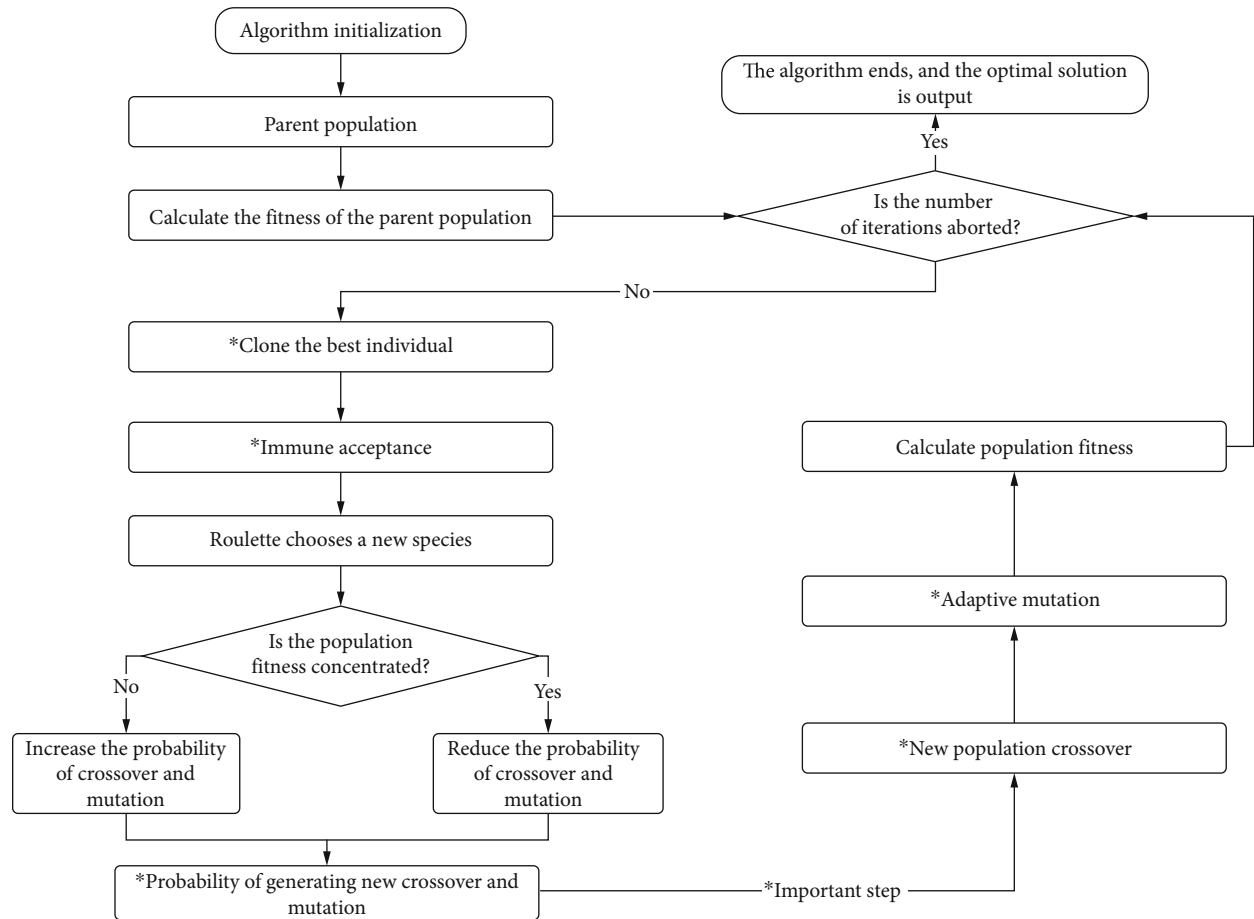 Algorithm initialization
Parent population
Calculate the fitness of the parent population
The algorithm ends, and the optimal solution
is output
Yes
Is the number
of iterations aborted?
No
*Clone the best individual
*Immune acceptance
Roulette chooses a new species
Is the population
fitness concentrated?
No
Yes
Increase the probability
of crossover and
mutation
Reduce the probability
of crossover and
mutation
*Probability of generating new crossover and
mutation
*Important step
*New population crossover
*Adaptive mutation
Calculate population fitness